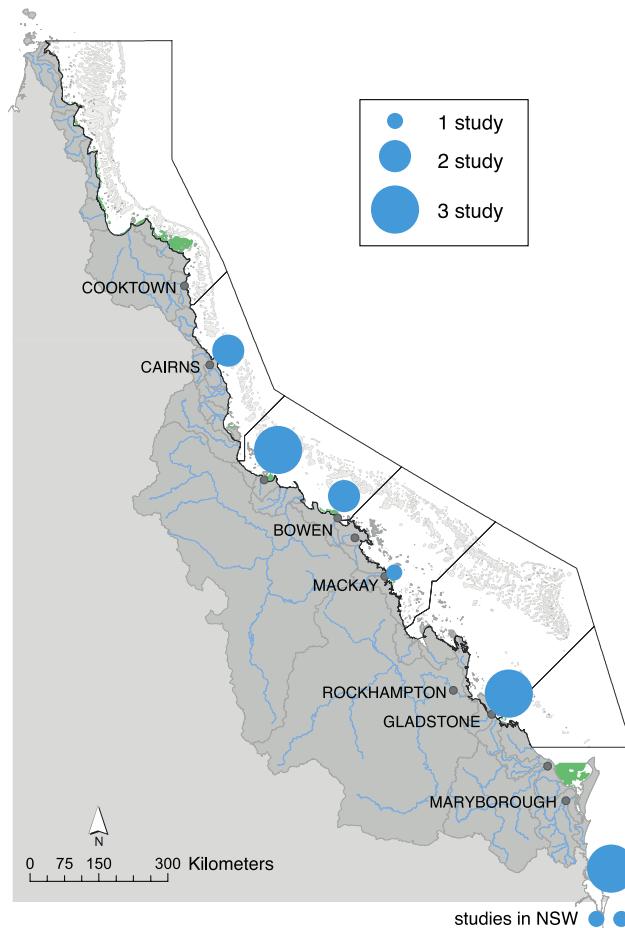 1 study
2 study
3 study
COOKTOWN
CAIRNS
BOWEN
MACKAY
ROCKHAMPTON
GLADSTONE
MARYBOROUGH
N
0 75 150 300 Kilometers
studies in NSW